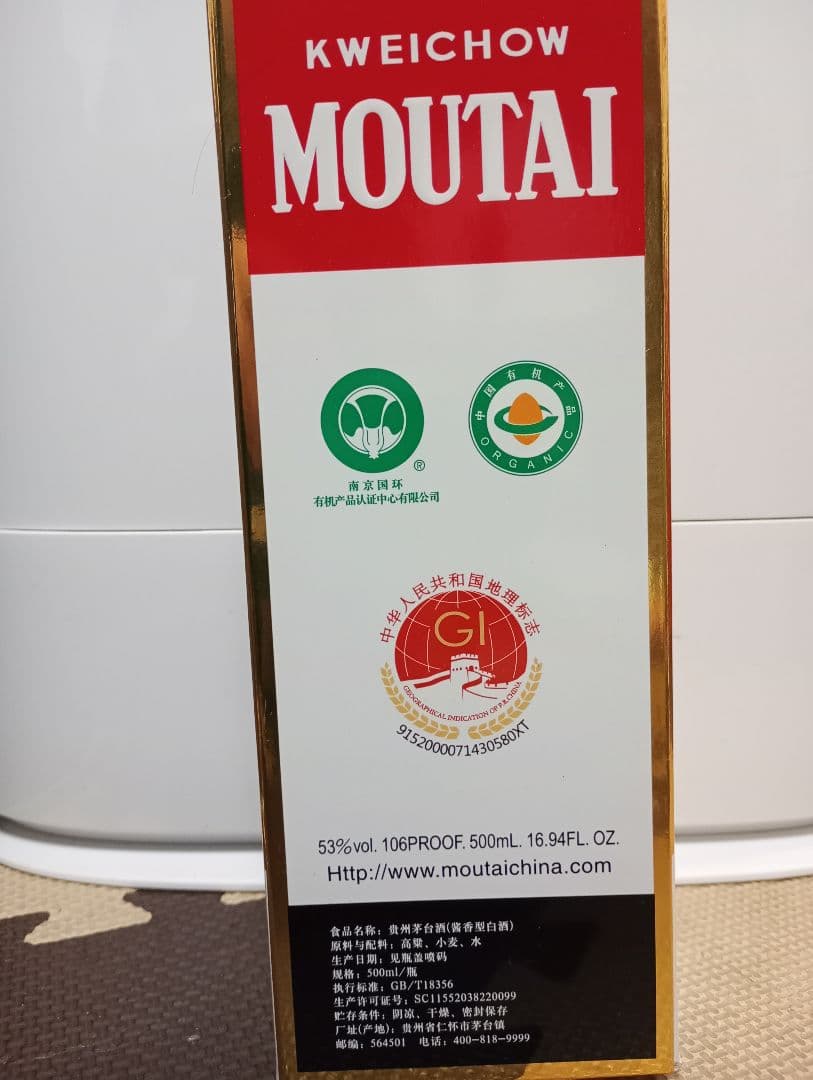 KWEICHOW
MOUTAI
中国有机产品
ORGANIC
®
南京国环
有机产品认证中心有限公司
中华人民共和国地理标志
GI
GEOGRAPHICAL INDICATION OF P.R.CHINA
9152000071430580XT
53%vol. 106PROOF. 500mL. 16.94FL. OZ.
Http://www.moutaichina.com
食品名称：贵州茅台酒(酱香型白酒)
原料与配料：高粱、小麦、水
生产日期：见瓶盖喷码
规格：500ml/瓶
执行标准：GB/T18356
生产许可证号：SC11552038220099
贮存条件：阴凉、干燥、密封保存
厂址(产地)：贵州省仁怀市茅台镇
邮编：564501 电话：400-818-9999